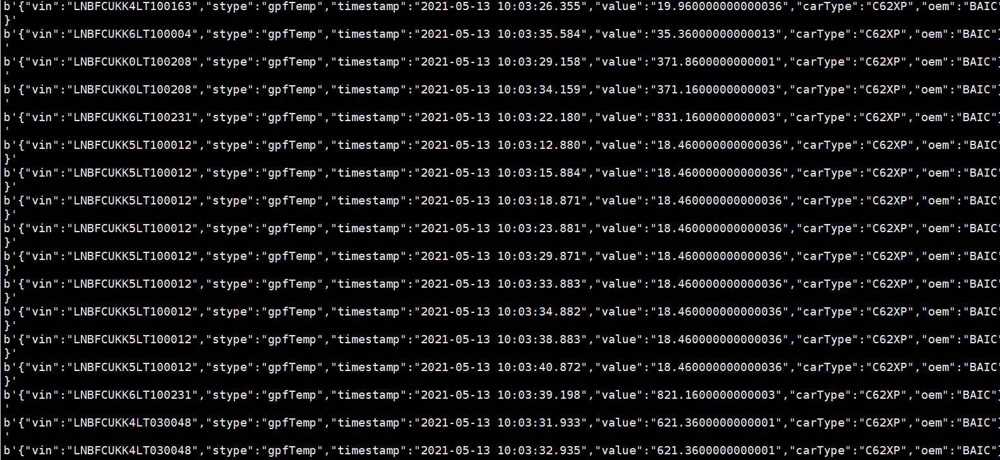 b'{"vin":"LNBFCUKK4LT100163","stype":"gpfTemp","timestamp":"2021-05-13 10:03:26.355","value":"19.960000000000036","carType":"C62XP","oem":"BAIC"
}'
b'{"vin":"LNBFCUKK6LT100004","stype":"gpfTemp","timestamp":"2021-05-13 10:03:35.584","value":"35.36000000000013","carType":"C62XP","oem":"BAIC"}
'
b'{"vin":"LNBFCUKK0LT100208","stype":"gpfTemp","timestamp":"2021-05-13 10:03:29.158","value":"371.8600000000001","carType":"C62XP","oem":"BAIC"}
'
b'{"vin":"LNBFCUKK0LT100208","stype":"gpfTemp","timestamp":"2021-05-13 10:03:34.159","value":"371.1600000000003","carType":"C62XP","oem":"BAIC"}
'
b'{"vin":"LNBFCUKK6LT100231","stype":"gpfTemp","timestamp":"2021-05-13 10:03:22.180","value":"831.1600000000003","carType":"C62XP","oem":"BAIC"}
'
b'{"vin":"LNBFCUKK5LT100012","stype":"gpfTemp","timestamp":"2021-05-13 10:03:12.880","value":"18.460000000000036","carType":"C62XP","oem":"BAIC"
}'
b'{"vin":"LNBFCUKK5LT100012","stype":"gpfTemp","timestamp":"2021-05-13 10:03:15.884","value":"18.460000000000036","carType":"C62XP","oem":"BAIC"
}'
b'{"vin":"LNBFCUKK5LT100012","stype":"gpfTemp","timestamp":"2021-05-13 10:03:18.871","value":"18.460000000000036","carType":"C62XP","oem":"BAIC"
}'
b'{"vin":"LNBFCUKK5LT100012","stype":"gpfTemp","timestamp":"2021-05-13 10:03:23.881","value":"18.460000000000036","carType":"C62XP","oem":"BAIC"
}'
b'{"vin":"LNBFCUKK5LT100012","stype":"gpfTemp","timestamp":"2021-05-13 10:03:29.871","value":"18.460000000000036","carType":"C62XP","oem":"BAIC"
}'
b'{"vin":"LNBFCUKK5LT100012","stype":"gpfTemp","timestamp":"2021-05-13 10:03:33.883","value":"18.460000000000036","carType":"C62XP","oem":"BAIC"
}'
b'{"vin":"LNBFCUKK5LT100012","stype":"gpfTemp","timestamp":"2021-05-13 10:03:34.882","value":"18.460000000000036","carType":"C62XP","oem":"BAIC"
}'
b'{"vin":"LNBFCUKK5LT100012","stype":"gpfTemp","timestamp":"2021-05-13 10:03:38.883","value":"18.460000000000036","carType":"C62XP","oem":"BAIC"
}'
b'{"vin":"LNBFCUKK5LT100012","stype":"gpfTemp","timestamp":"2021-05-13 10:03:40.872","value":"18.460000000000036","carType":"C62XP","oem":"BAIC"
}'
b'{"vin":"LNBFCUKK6LT100231","stype":"gpfTemp","timestamp":"2021-05-13 10:03:39.198","value":"821.1600000000003","carType":"C62XP","oem":"BAIC"}
'
b'{"vin":"LNBFCUKK4LT030048","stype":"gpfTemp","timestamp":"2021-05-13 10:03:31.933","value":"621.3600000000001","carType":"C62XP","oem":"BAIC"}
'
b'{"vin":"LNBFCUKK4LT030048","stype":"gpfTemp","timestamp":"2021-05-13 10:03:32.935","value":"621.3600000000001","carType":"C62XP","oem":"BAIC"}